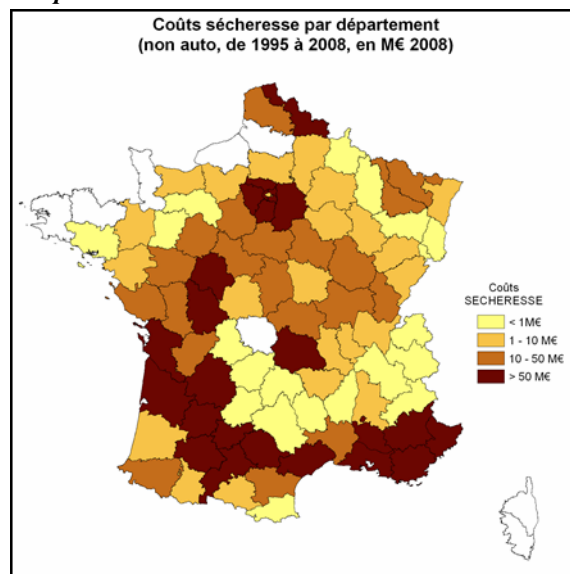 Coûts sécheresse par département
(non auto, de 1995 à 2008, en M€ 2008)
Coûts
SECHERESSE
< 1M€
1 - 10 M€
10 - 50 M€
> 50 M€